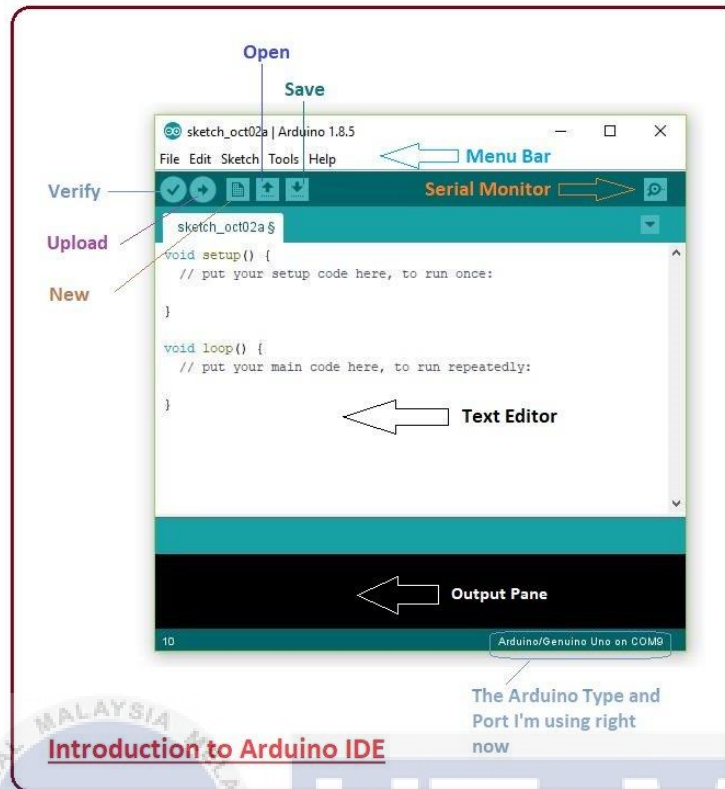 Open
Save
sketch_oct02a | Arduino 1.8.5
File Edit Sketch Tools Help
Menu Bar
Verify
Serial Monitor
sketch_oct02a §
Upload
void setup() {
// put your setup code here, to run once:
New
}
void loop() {
// put your main code here, to run repeatedly:
}
Text Editor
Output Pane
10
Arduino/Genuino Uno on COM9
The Arduino Type and
Port I'm using right
now
MALAYSIA
Introduction to Arduino IDE